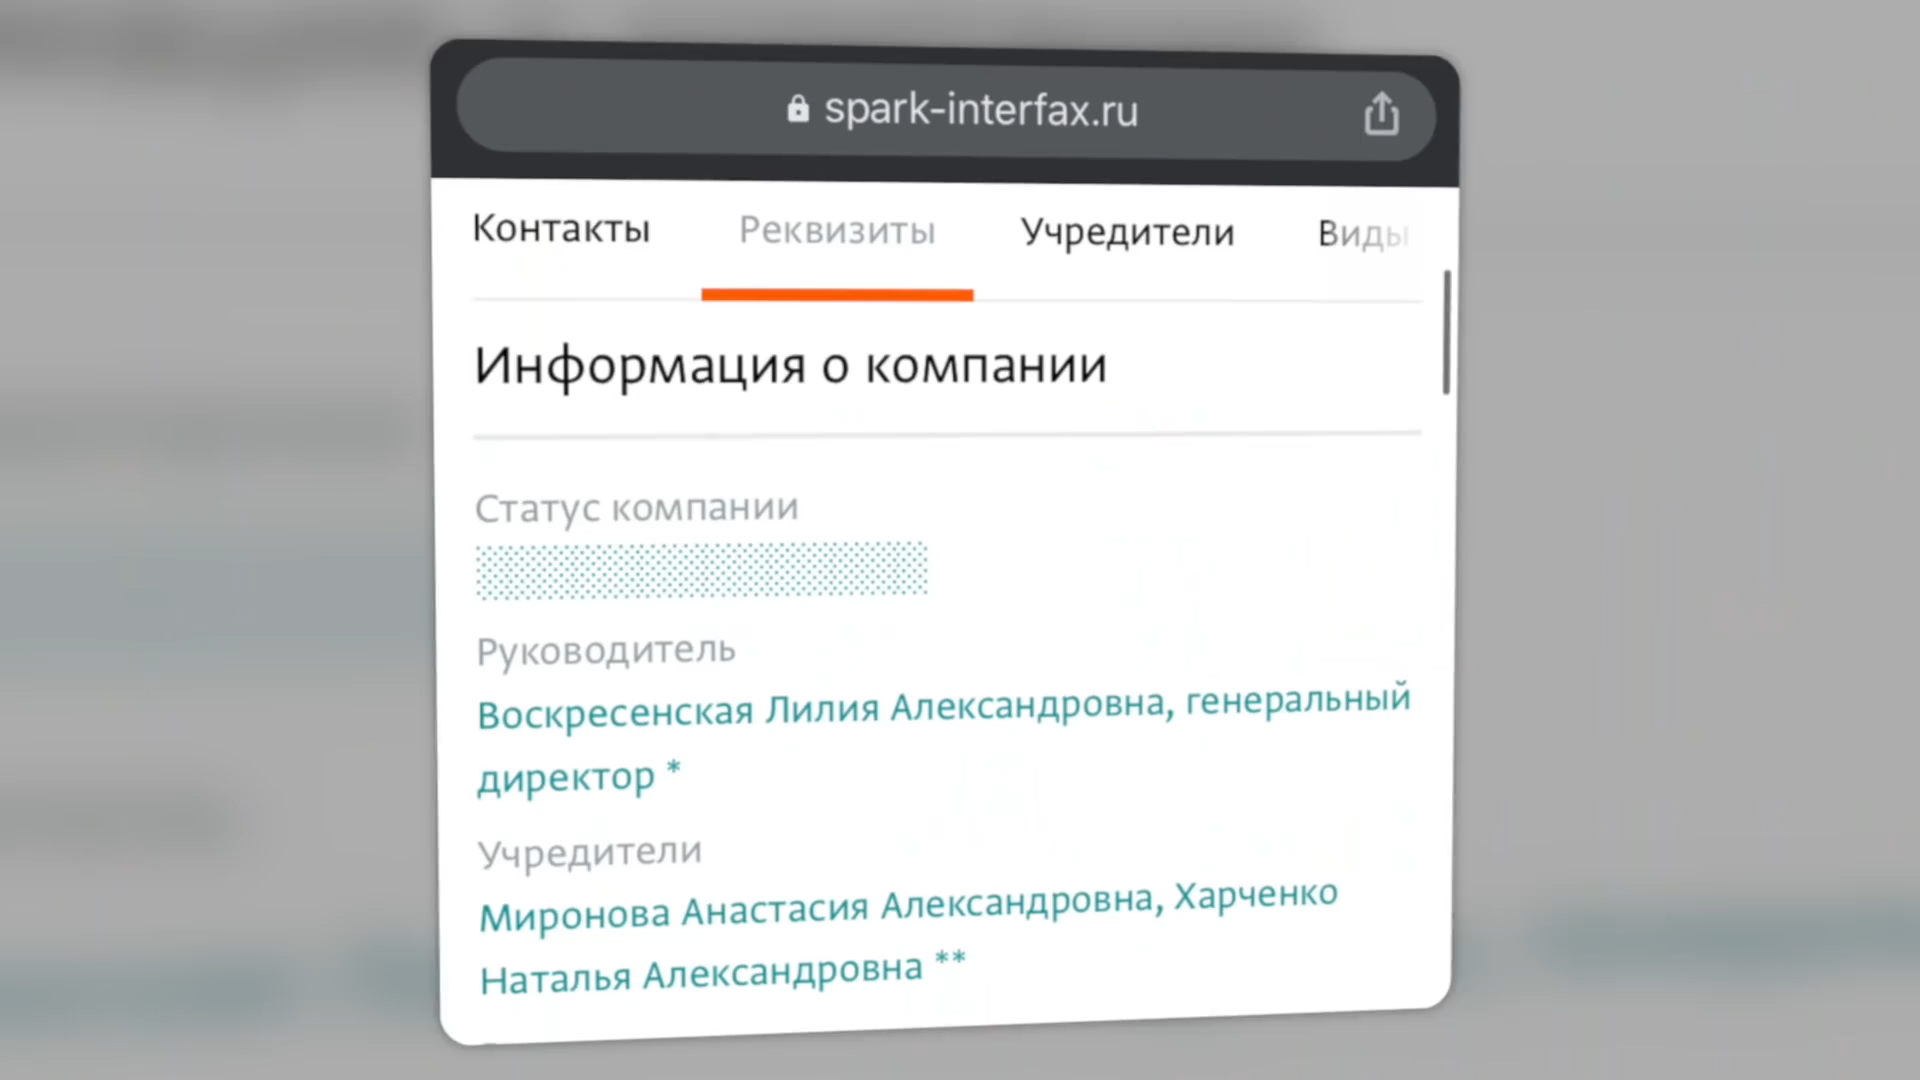 spark-interfax.ru
Контакты Реквизиты Учредители Виды
Информация о компании
Статус компании
Руководитель
Воскресенская Лилия Александровна, генеральный
директор *
Учредители
Миронова Анастасия Александровна, Харченко
Наталья Александровна **